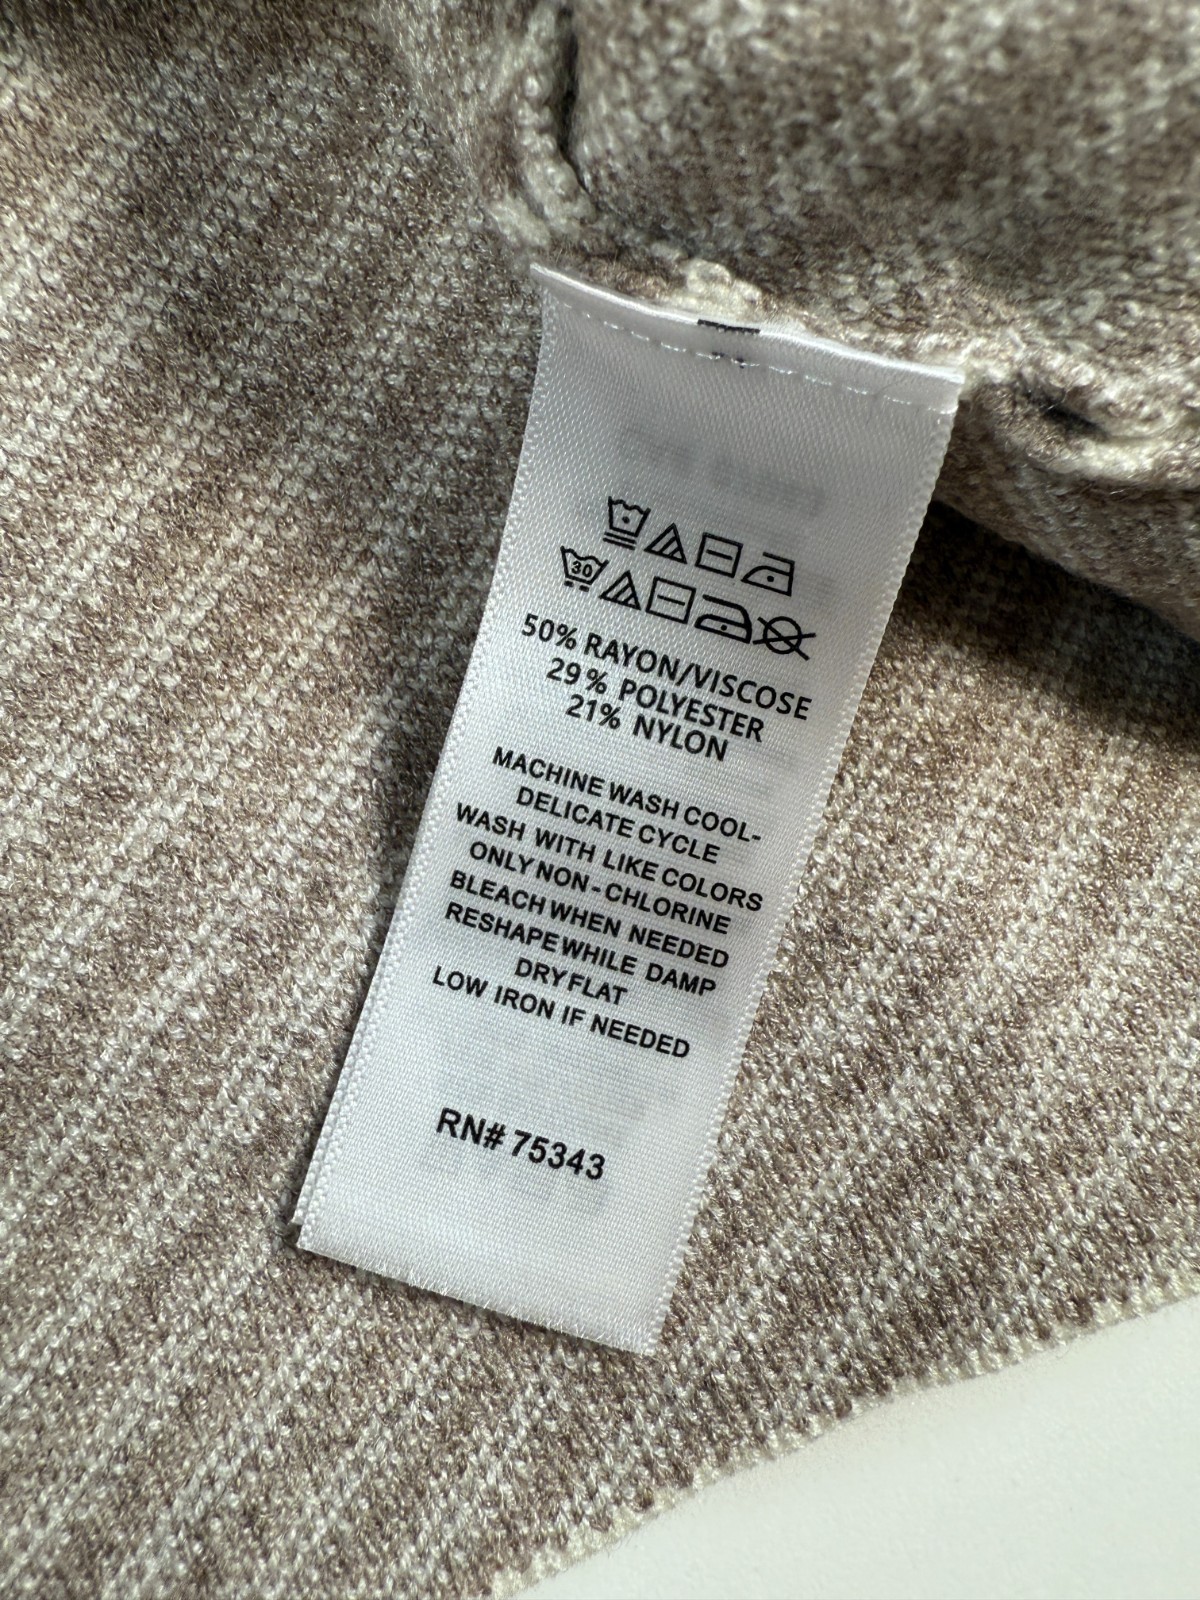 30
50% RAYON/VISCOSE
29% POLYESTER
21% NYLON
MACHINE WASH COOL-
DELICATE CYCLE
WASH WITH LIKE COLORS
ONLY NON-CHLORINE
BLEACH WHEN NEEDED
RESHAPE WHILE DAMP
DRY FLAT
LOW IRON IF NEEDED
RN# 75343